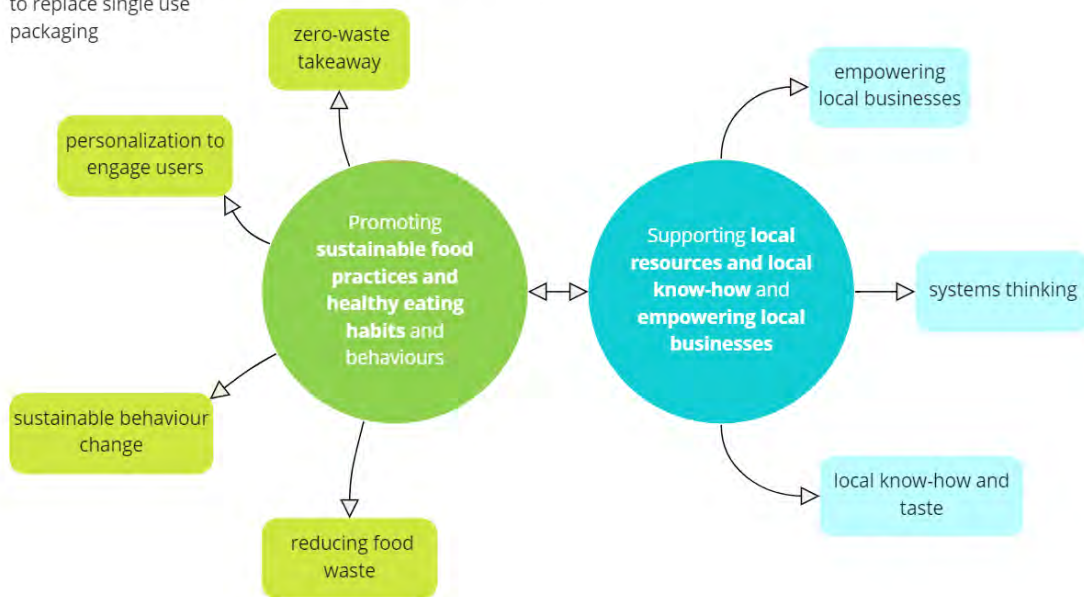 to replace single use
packaging
zero-waste
takeaway
personalization to
engage users
sustainable behaviour
change
reducing food
waste
Promoting
sustainable food
practices and
healthy eating
habits and
behaviours
Supporting local
resources and local
know-how and
empowering local
businesses
empowering
local businesses
systems thinking
local know-how and
taste